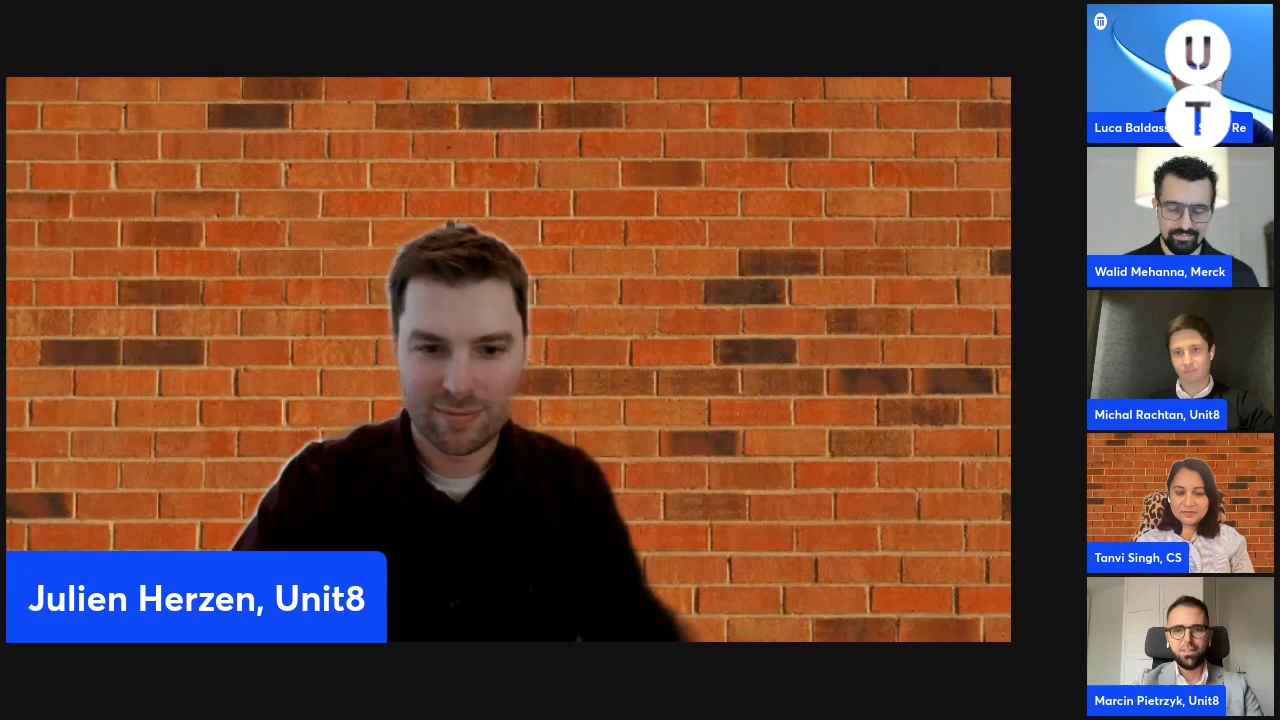 Julien Herzen, Unit8
U
T
Luca Baldass Re
Walid Mehanna, Merck
Michal Rachtan, Unit8
Tanvi Singh, CS
Marcin Pietrzyk, Unit8